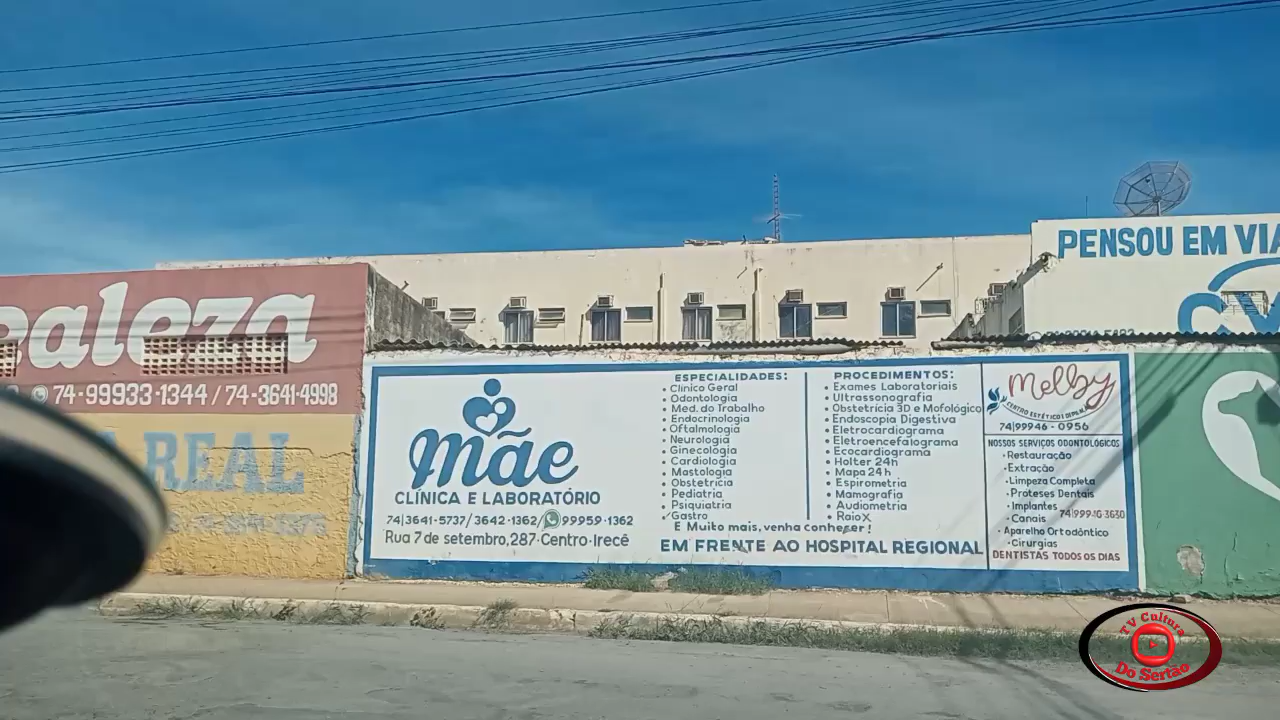 aleza
74-99933-1344 / 74-3641-4998
REAL
mãe
CLÍNICA E LABORATÓRIO
74|3641-5737/3642-1362/ 99959-1362
Rua 7 de setembro,287-Centro-Irecê
ESPECIALIDADES:
• Clínico Geral
• Odontologia
• Med. do Trabalho
• Endocrinologia
• Oftalmologia
• Neurologia
• Ginecologia
• Cardiologia
• Mastologia
• Obstetrícia
• Pediatria
• Psiquiatria
✓Gastro
PROCEDIMENTOS:
• Exames Laboratoriais
• Ultrassonografia
• Obstetrícia 3D e Mofológico
• Endoscopia Digestiva
• Eletrocardiograma
• Eletroencefalograma
• Ecocardiograma
• Holter 24h
• Mapa 24h
• Espirometria
• Mamografia
• Audiometria
• Raio X
E Muito mais, venha conhecer!
EM FRENTE AO HOSPITAL REGIONAL
Melby
CENTRO ESTÉTICO E DEPILAÇÃO
74|99946-0956
NOSSOS SERVIÇOS ODONTOLÓGICOS
• Restauração
• Extração
• Limpeza Completa
• Proteses Dentais
• Implantes
• Canais
• Aparelho Ortodântico
• Cirurgias
DENTISTAS TODOS OS DIAS
PENSOU EM VIA
TV Cultura
Do Sertão